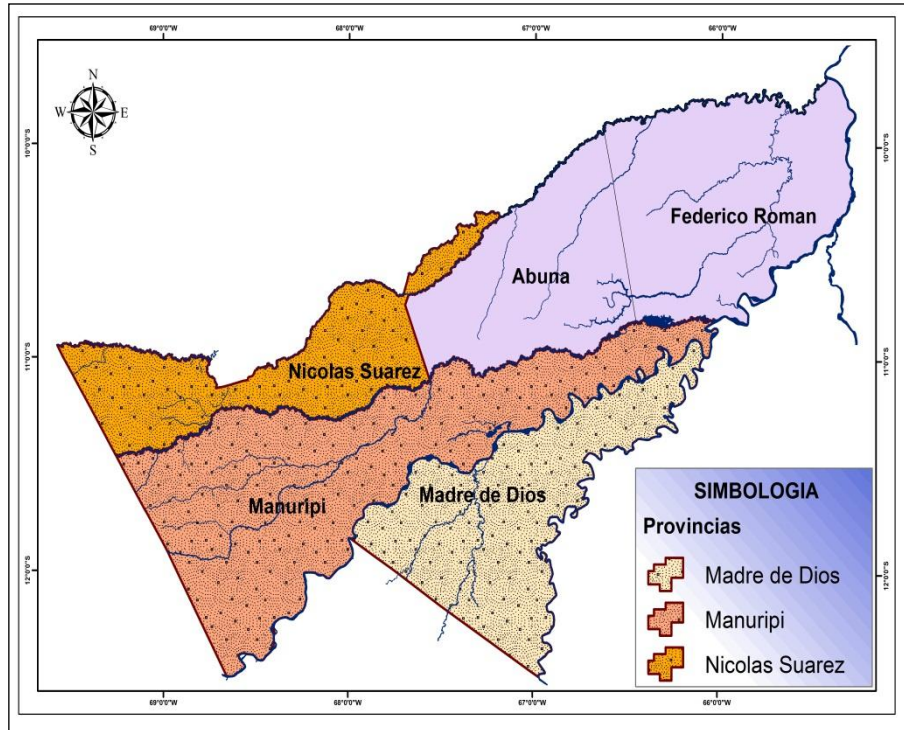 69°0'0"W 68°0'0"W 67°0'0"W 66°0'0"W
N
W E
S
10°0'0"S
10°0'0"S
Federico Roman
Abuna
11°0'0"S
11°0'0"S
Nicolas Suarez
Manuripi
Madre de Dios
12°0'0"S
12°0'0"S
SIMBOLOGIA
Provincias
Madre de Dios
Manuripi
Nicolas Suarez
69°0'0"W 68°0'0"W 67°0'0"W 66°0'0"W